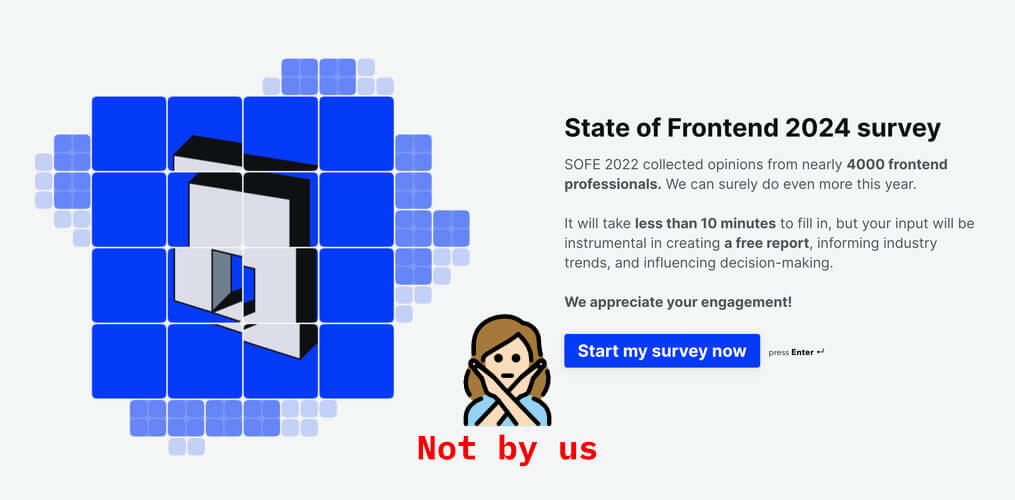 State of Frontend 2024 survey
SOFE 2022 collected opinions from nearly 4000 frontend
professionals. We can surely do even more this year.
It will take less than 10 minutes to fill in, but your input will be
instrumental in creating a free report, informing industry
trends, and influencing decision-making.
We appreciate your engagement!
Start my survey now press Enter ↵
Not by us